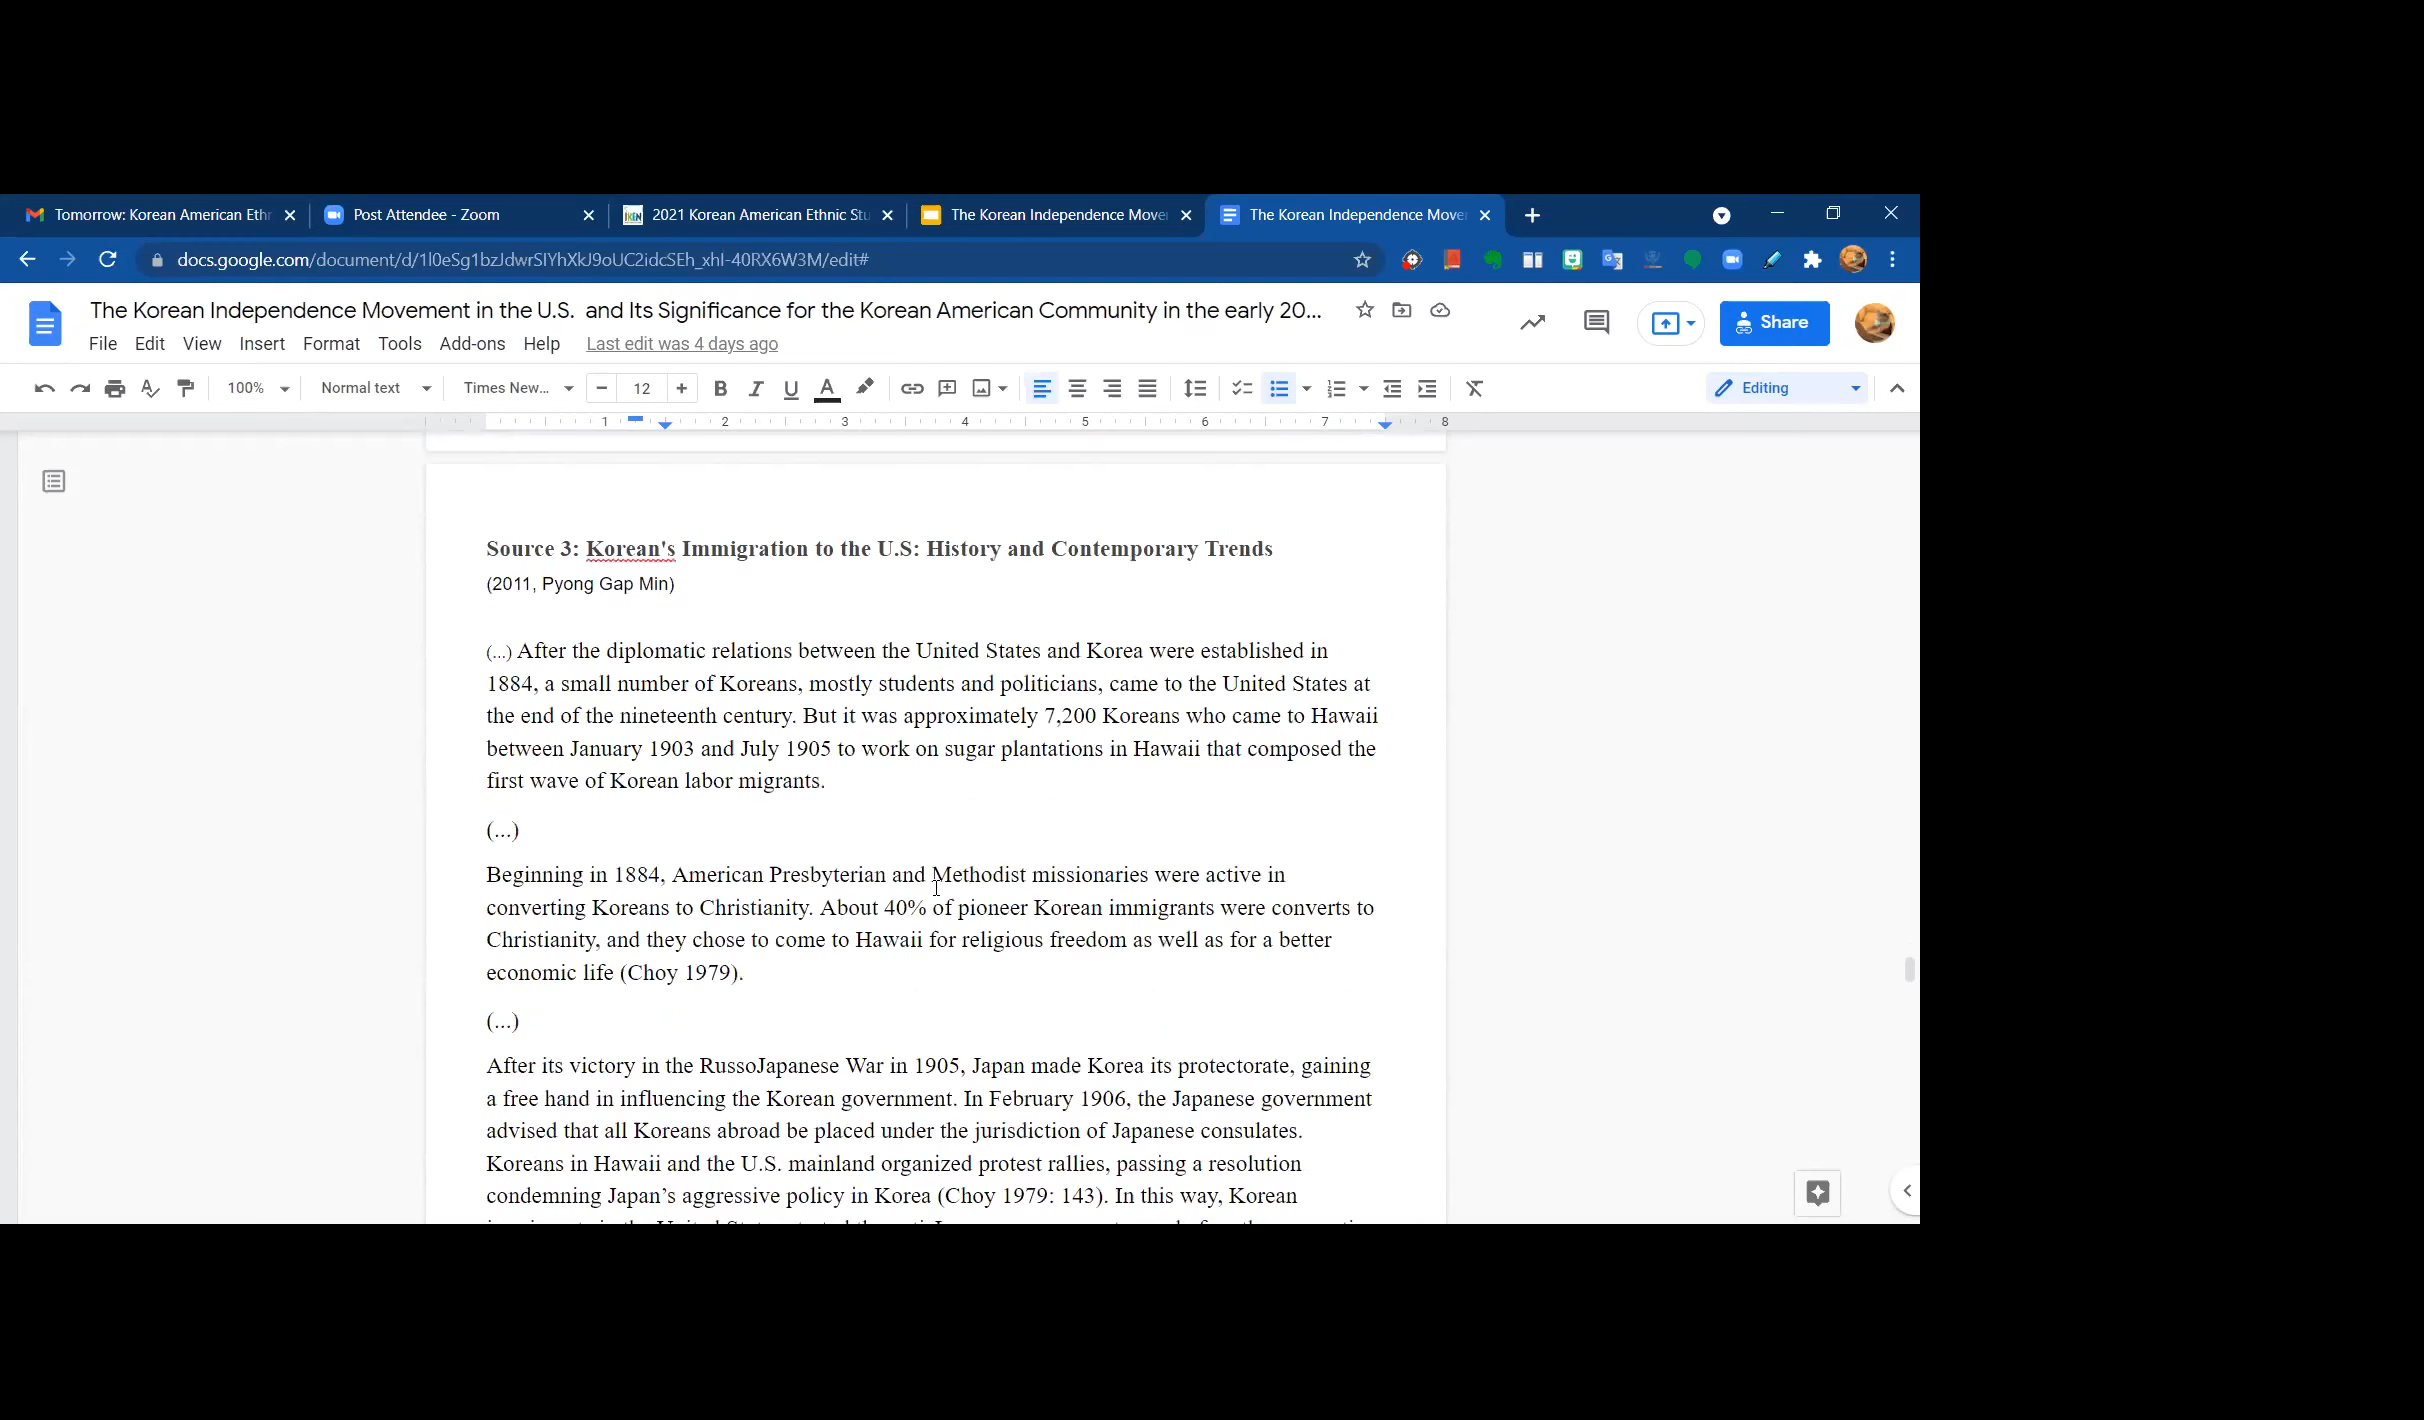 Tomorrow: Korean American Ethr
Post Attendee - Zoom
2021 Korean American Ethnic Stu
The Korean Independence Mover
The Korean Independence Mover
docs.google.com/document/d/
The Korean Independence Movement in the U.S. and Its Significance for the Korean American Community in the early 20...
File Edit View Insert Format Tools Add-ons Help Last edit was 4 days ago
Share
100% Normal text Times New... 12 Editing
1 2 3 4 5 6 7 8
Source 3: Korean's Immigration to the U.S: History and Contemporary Trends
(2011, Pyong Gap Min)
(...) After the diplomatic relations between the United States and Korea were established in
1884, a small number of Koreans, mostly students and politicians, came to the United States at
the end of the nineteenth century. But it was approximately 7,200 Koreans who came to Hawaii
between January 1903 and July 1905 to work on sugar plantations in Hawaii that composed the
first wave of Korean labor migrants.
(...)
Beginning in 1884, American Presbyterian and Methodist missionaries were active in
converting Koreans to Christianity. About 40% of pioneer Korean immigrants were converts to
Christianity, and they chose to come to Hawaii for religious freedom as well as for a better
economic life (Choy 1979).
(...)
After its victory in the RussoJapanese War in 1905, Japan made Korea its protectorate, gaining
a free hand in influencing the Korean government. In February 1906, the Japanese government
advised that all Koreans abroad be placed under the jurisdiction of Japanese consulates.
Koreans in Hawaii and the U.S. mainland organized protest rallies, passing a resolution
condemning Japan's aggressive policy in Korea (Choy 1979: 143). In this way, Korean